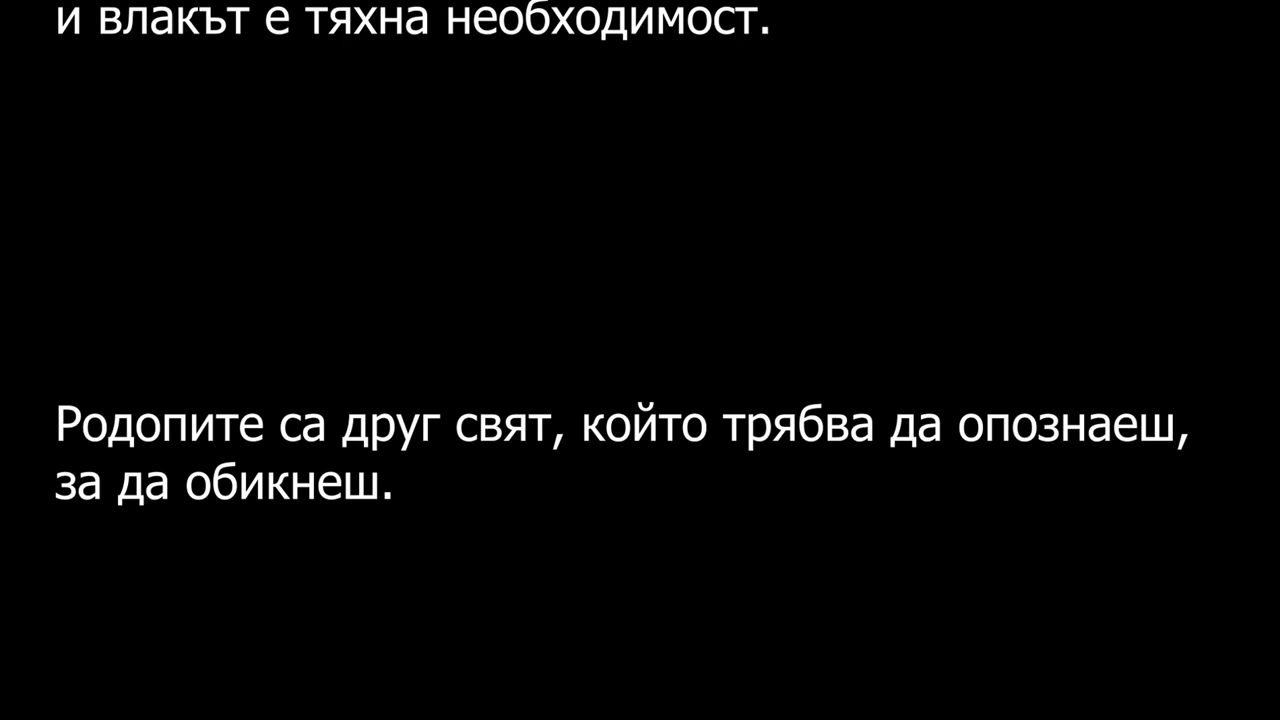 и влакът е тяхна необходимост.
Родопите са друг свят, който трябва да опознаеш,
за да обикнеш.